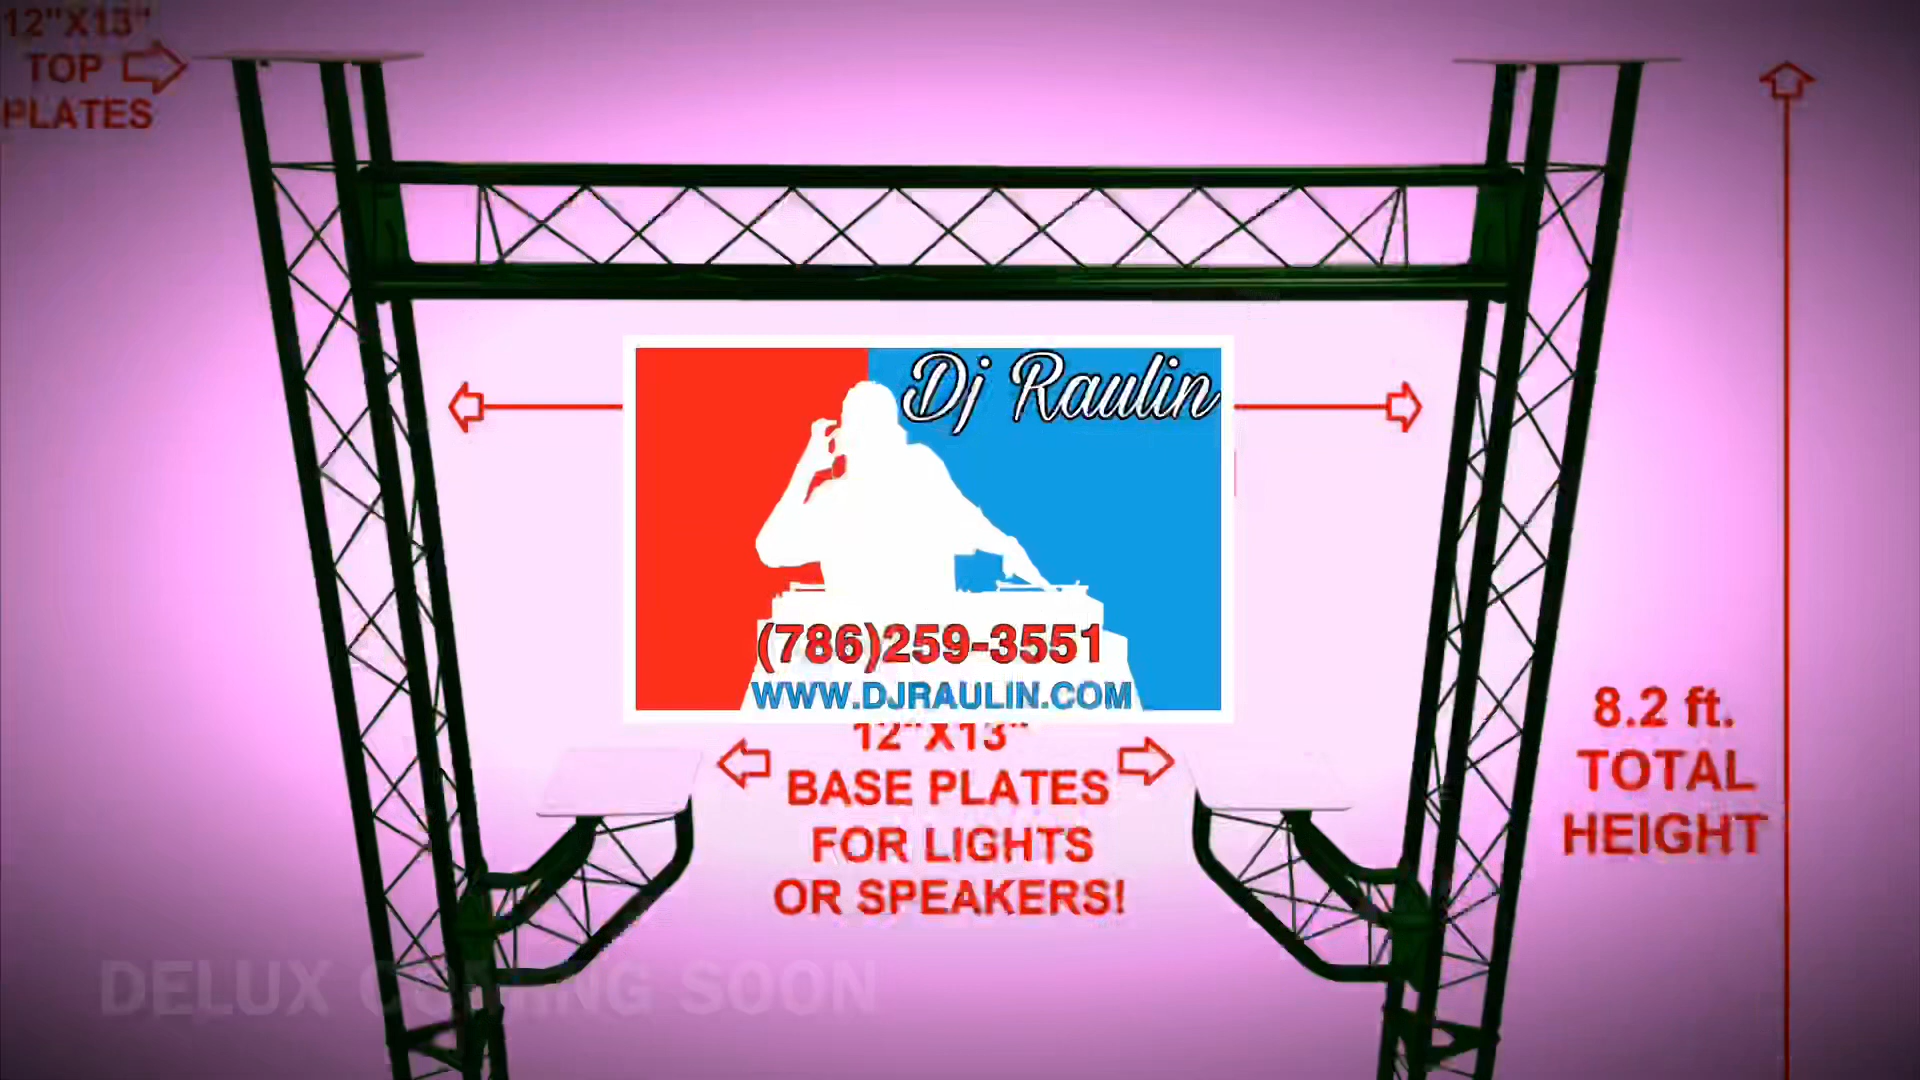 12"X13"
TOP
PLATES
Dj Raulin
(786)259-3551
WWW.DJRAULIN.COM
12"X13"
BASE PLATES
FOR LIGHTS
OR SPEAKERS!
8.2 ft.
TOTAL
HEIGHT
DELUX COMING SOON